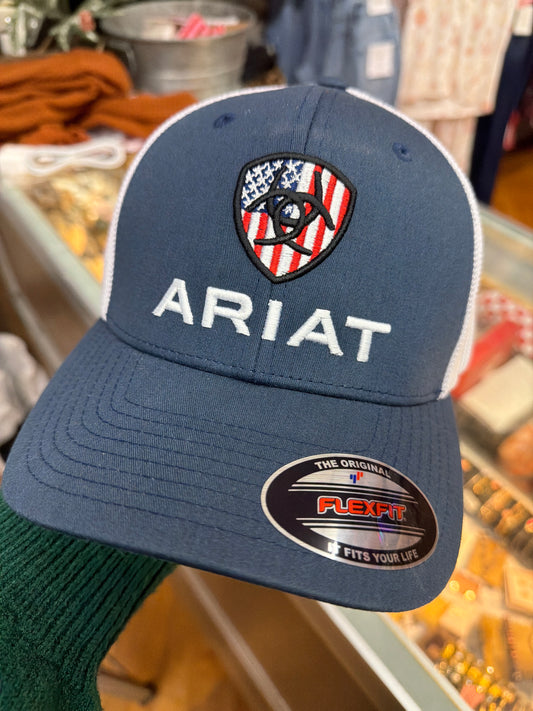 ARIAT
THE ORIGINAL
FLEXFIT
IT FITS YOUR LIFE